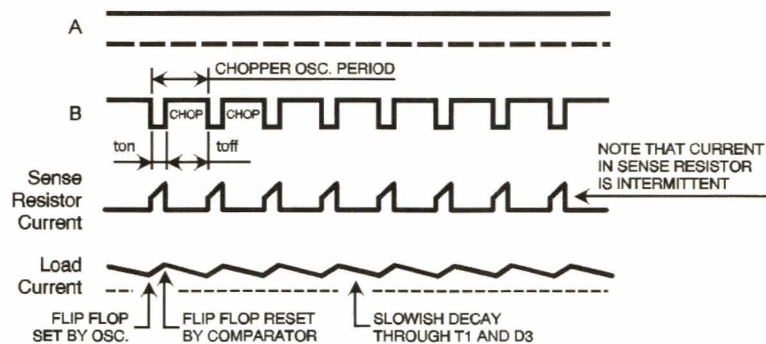 A
CHOPPER OSC. PERIOD
B
CHOP CHOP
ton toff
NOTE THAT CURRENT
IN SENSE RESISTOR
IS INTERMITTENT
Sense
Resistor
Current
Load
Current
FLIP FLOP
SET BY OSC.
FLIP FLOP RESET
BY COMPARATOR
SLOWISH DECAY
THROUGH T1 AND D3